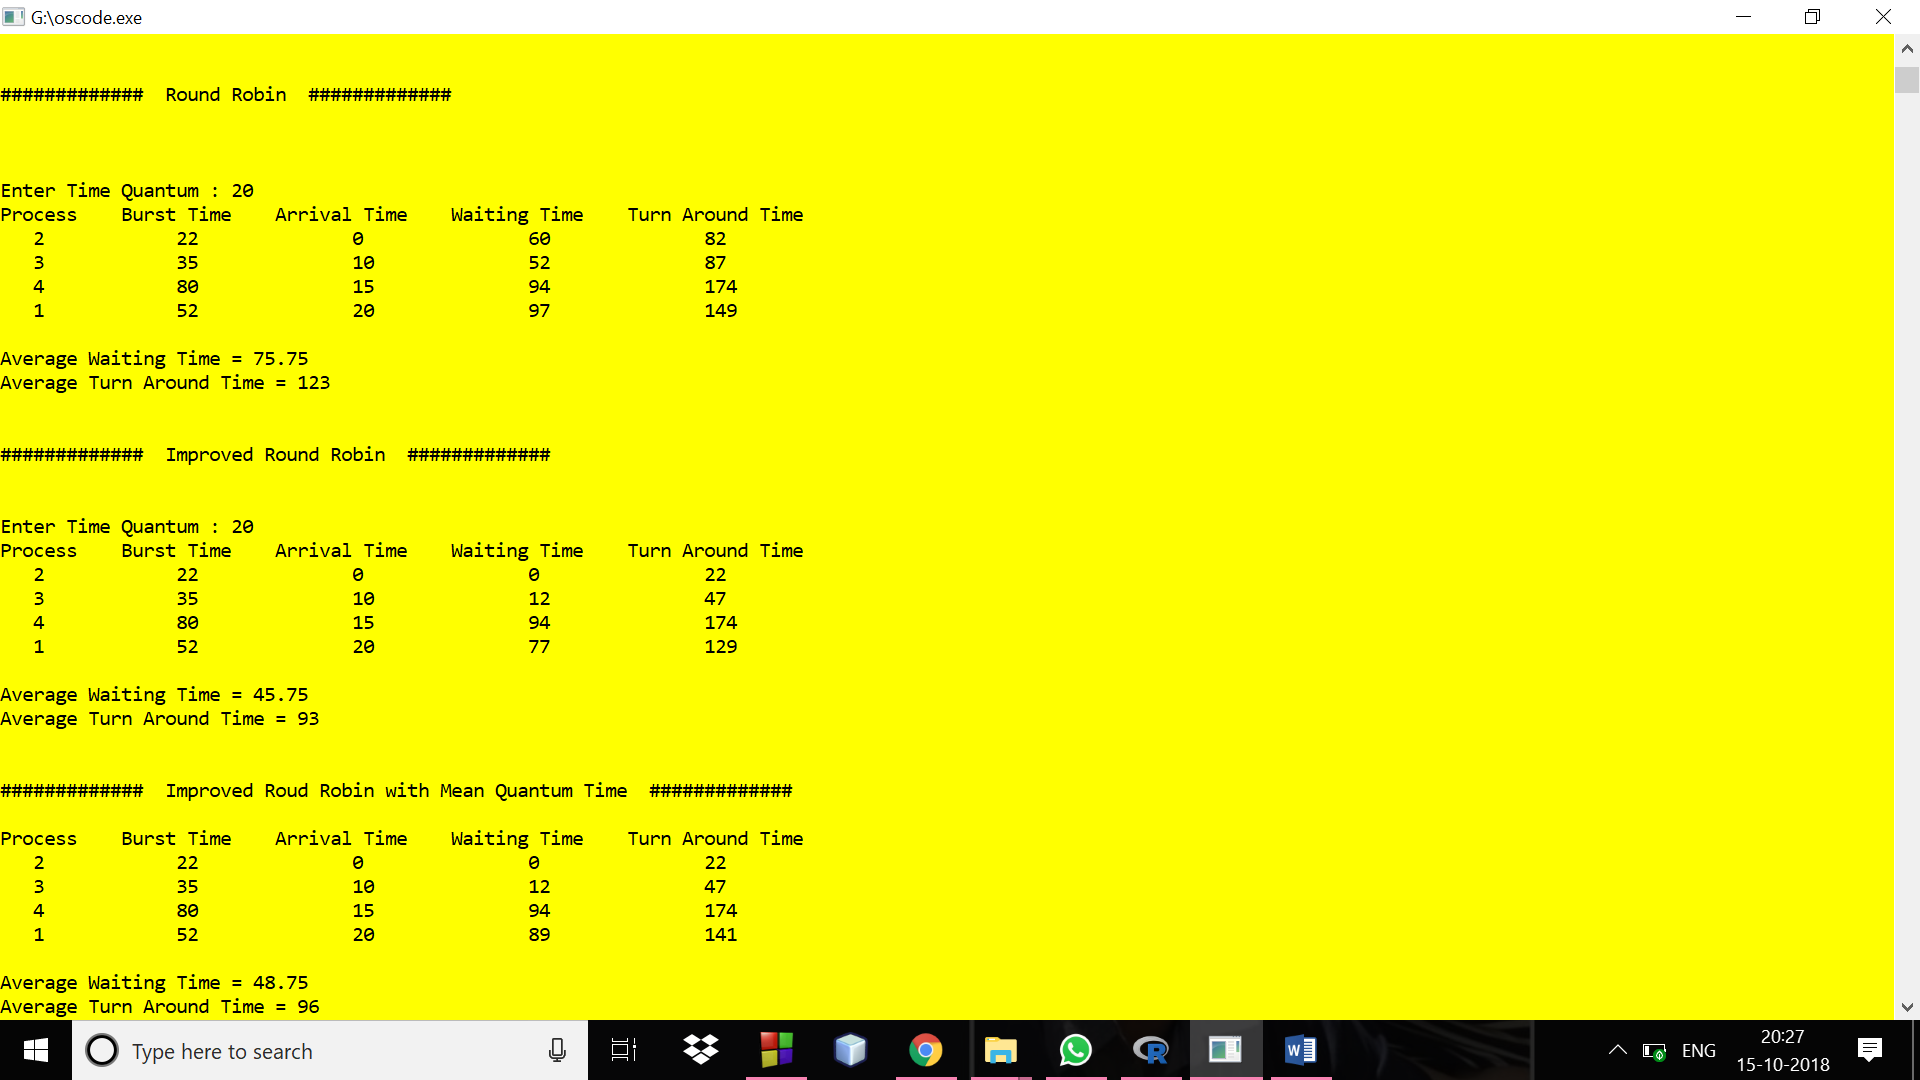 G:\oscode.exe
############# Round Robin #############
Enter Time Quantum : 20
Process Burst Time Arrival Time Waiting Time Turn Around Time
2 22 0 60 82
3 35 10 52 87
4 80 15 94 174
1 52 20 97 149
Average Waiting Time = 75.75
Average Turn Around Time = 123
############# Improved Round Robin #############
Enter Time Quantum : 20
Process Burst Time Arrival Time Waiting Time Turn Around Time
2 22 0 0 22
3 35 10 12 47
4 80 15 94 174
1 52 20 77 129
Average Waiting Time = 45.75
Average Turn Around Time = 93
############# Improved Roud Robin with Mean Quantum Time #############
Process Burst Time Arrival Time Waiting Time Turn Around Time
2 22 0 0 22
3 35 10 12 47
4 80 15 94 174
1 52 20 89 141
Average Waiting Time = 48.75
Average Turn Around Time = 96
Type here to search
ENG
20:27
15-10-2018